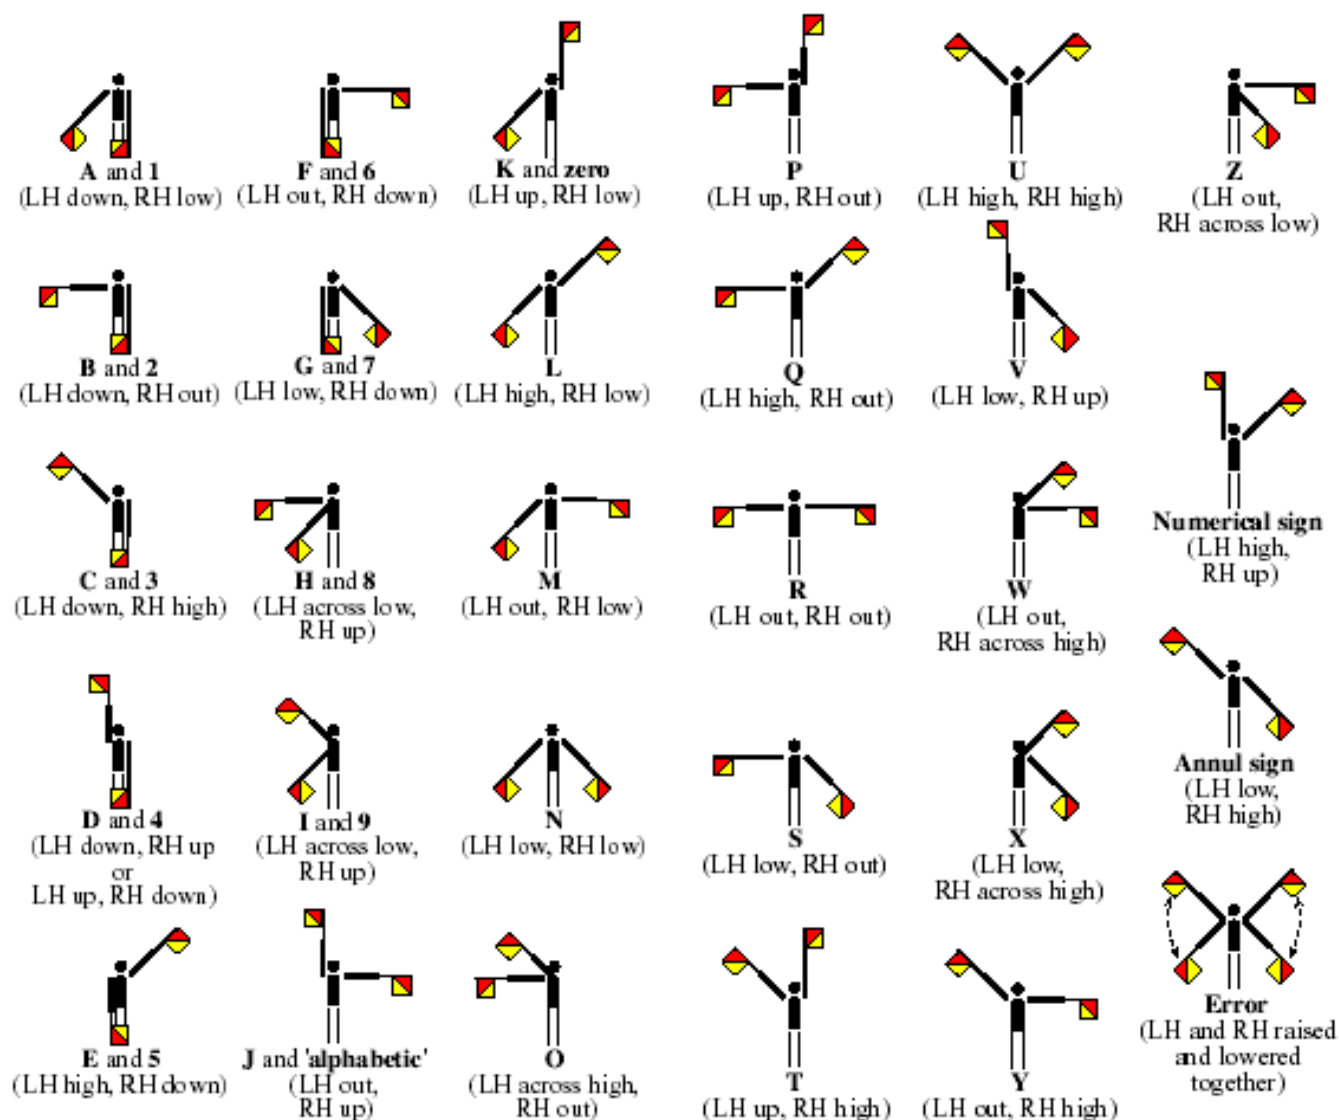 A and 1
(LH down, RH low)
F and 6
(LH out, RH down)
K and zero
(LH up, RH low)
P
(LH up, RH out)
U
(LH high, RH high)
Z
(LH out,
RH across low)
B and 2
(LH down, RH out)
G and 7
(LH low, RH down)
L
(LH high, RH low)
Q
(LH high, RH out)
V
(LH low, RH up)
Numerical sign
(LH high,
RH up)
C and 3
(LH down, RH high)
H and 8
(LH across low,
RH up)
M
(LH out, RH low)
R
(LH out, RH out)
W
(LH out,
RH across high)
Annul sign
(LH low,
RH high)
D and 4
(LH down, RH up
or
LH up, RH down)
I and 9
(LH across low,
RH up)
N
(LH low, RH low)
S
(LH low, RH out)
X
(LH low,
RH across high)
Error
(LH and RH raised
and lowered
together)
E and 5
(LH high, RH down)
J and 'alphabetic'
(LH out,
RH up)
O
(LH across high,
RH out)
T
(LH up, RH high)
Y
(LH out, RH high)